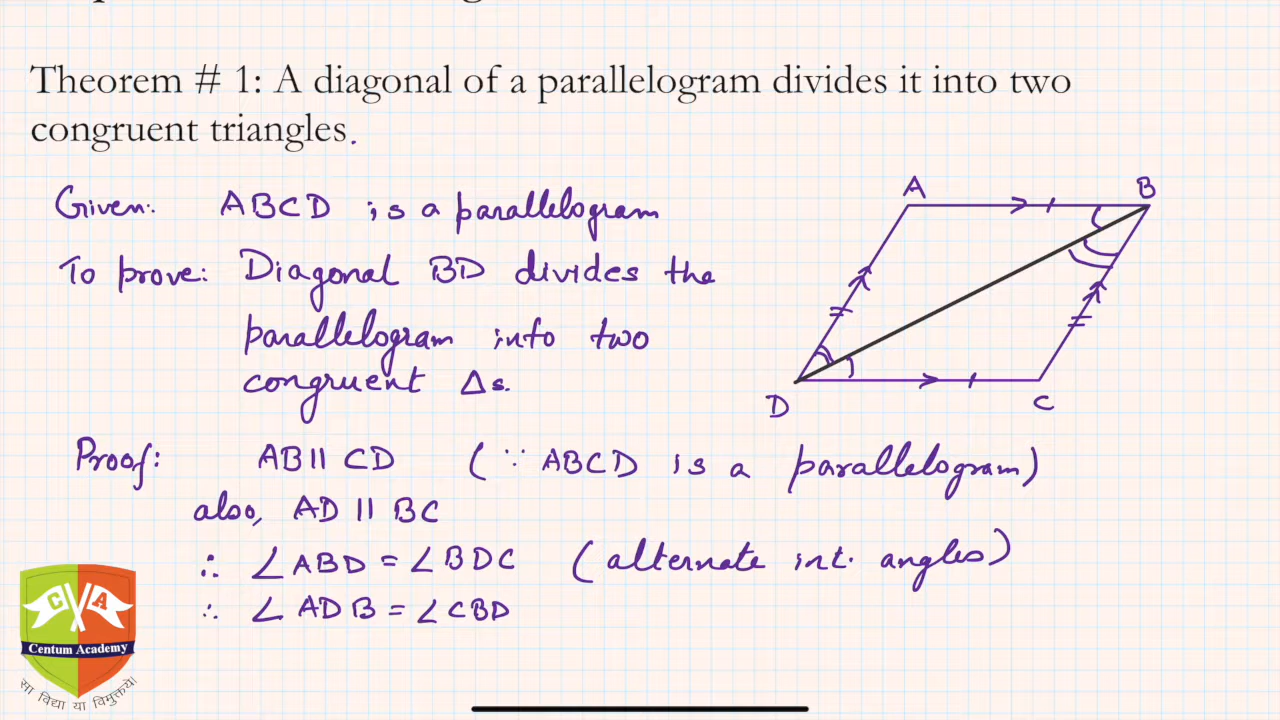 Theorem # 1: A diagonal of a parallelogram divides it into two
congruent triangles.
Given:. ABCD is a parallelogram
To prove: Diagonal BD divides the
parallelogram into two
congruent Δs.
A
B
D
C
Proof: AB || CD (∵ ABCD is a parallelogram)
also, AD || BC
∴ ∠ABD = ∠BDC (alternate int. angles)
∴ ∠ADB = ∠CBD
C A
Centum Academy
सा विद्या या विमुक्तये।